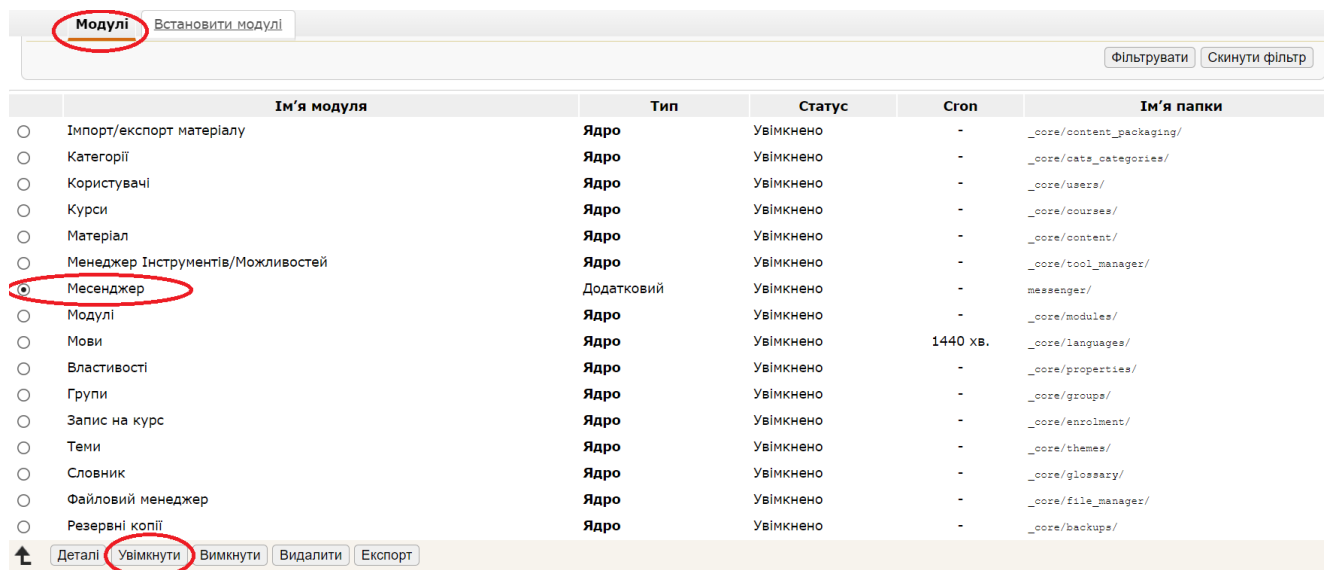 Модулі Встановити модулі
Фільтрувати Скинути фільтр
Ім’я модуля Тип Статус Cron Ім’я папки
Імпорт/експорт матеріалу Ядро Увімкнено - _core/content_packaging/
Категорії Ядро Увімкнено - _core/cats_categories/
Користувачі Ядро Увімкнено - _core/users/
Курси Ядро Увімкнено - _core/courses/
Матеріал Ядро Увімкнено - _core/content/
Менеджер Інструментів/Можливостей Ядро Увімкнено - _core/tool_manager/
Месенджер Додатковий Увімкнено - messenger/
Модулі Ядро Увімкнено - _core/modules/
Мови Ядро Увімкнено 1440 хв. _core/languages/
Властивості Ядро Увімкнено - _core/properties/
Групи Ядро Увімкнено - _core/groups/
Запис на курс Ядро Увімкнено - _core/enrolment/
Теми Ядро Увімкнено - _core/themes/
Словник Ядро Увімкнено - _core/glossary/
Файловий менеджер Ядро Увімкнено - _core/file_manager/
Резервні копії Ядро Увімкнено - _core/backups/
Деталі Увімкнути Вимкнути Видалити Експорт